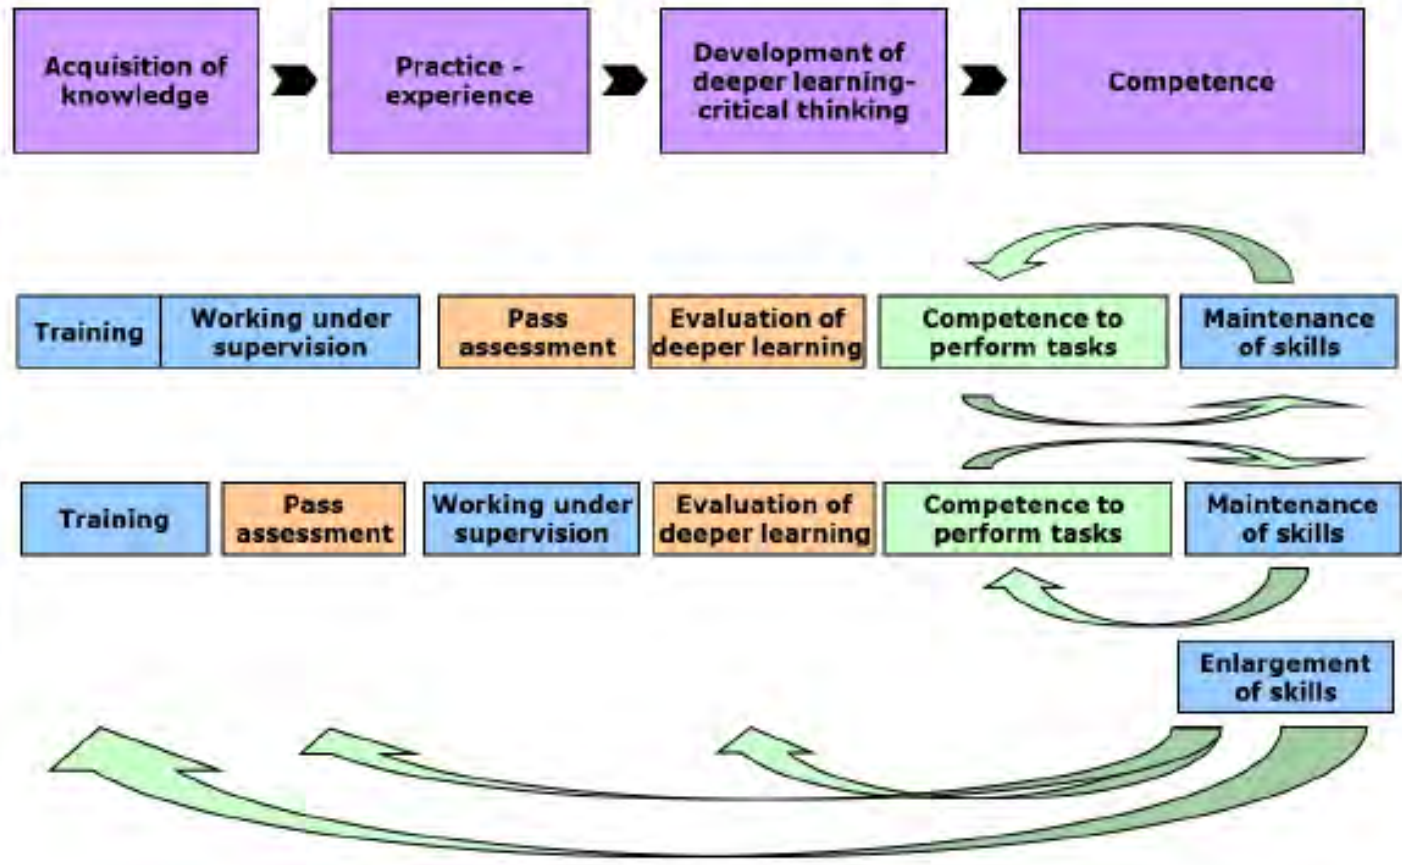 Acquisition of
knowledge
Practice -
experience
Development of
deeper learning-
critical thinking
Competence
Training
Working under
supervision
Pass
assessment
Evaluation of
deeper learning
Competence to
perform tasks
Maintenance
of skills
Training
Pass
assessment
Working under
supervision
Evaluation of
deeper learning
Competence to
perform tasks
Maintenance
of skills
Enlargement
of skills